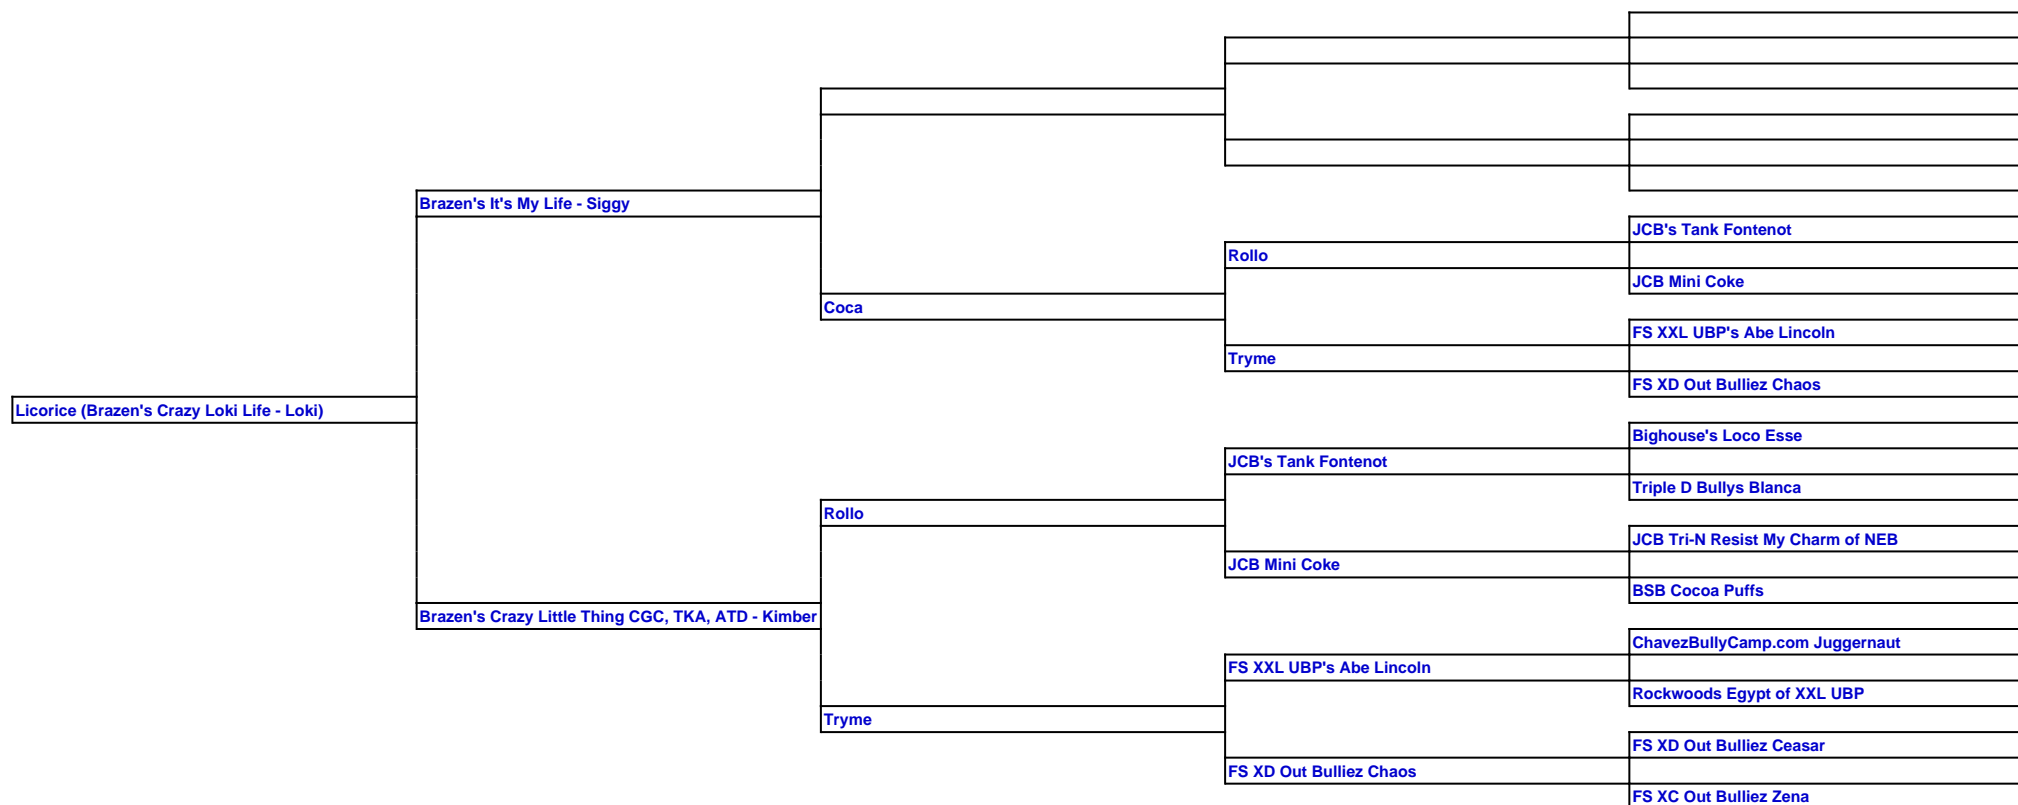 Brazen's It's My Life - Siggy
JCB's Tank Fontenot
Rollo
JCB Mini Coke
Coca
FS XXL UBP's Abe Lincoln
Tryme
FS XD Out Bulliez Chaos
Licorice (Brazen's Crazy Loki Life - Loki)
Bighouse's Loco Esse
JCB's Tank Fontenot
Triple D Bullys Blanca
Rollo
JCB Tri-N Resist My Charm of NEB
JCB Mini Coke
BSB Cocoa Puffs
Brazen's Crazy Little Thing CGC, TKA, ATD - Kimber
ChavezBullyCamp.com Juggernaut
FS XXL UBP's Abe Lincoln
Rockwoods Egypt of XXL UBP
Tryme
FS XD Out Bulliez Ceasar
FS XD Out Bulliez Chaos
FS XC Out Bulliez Zena